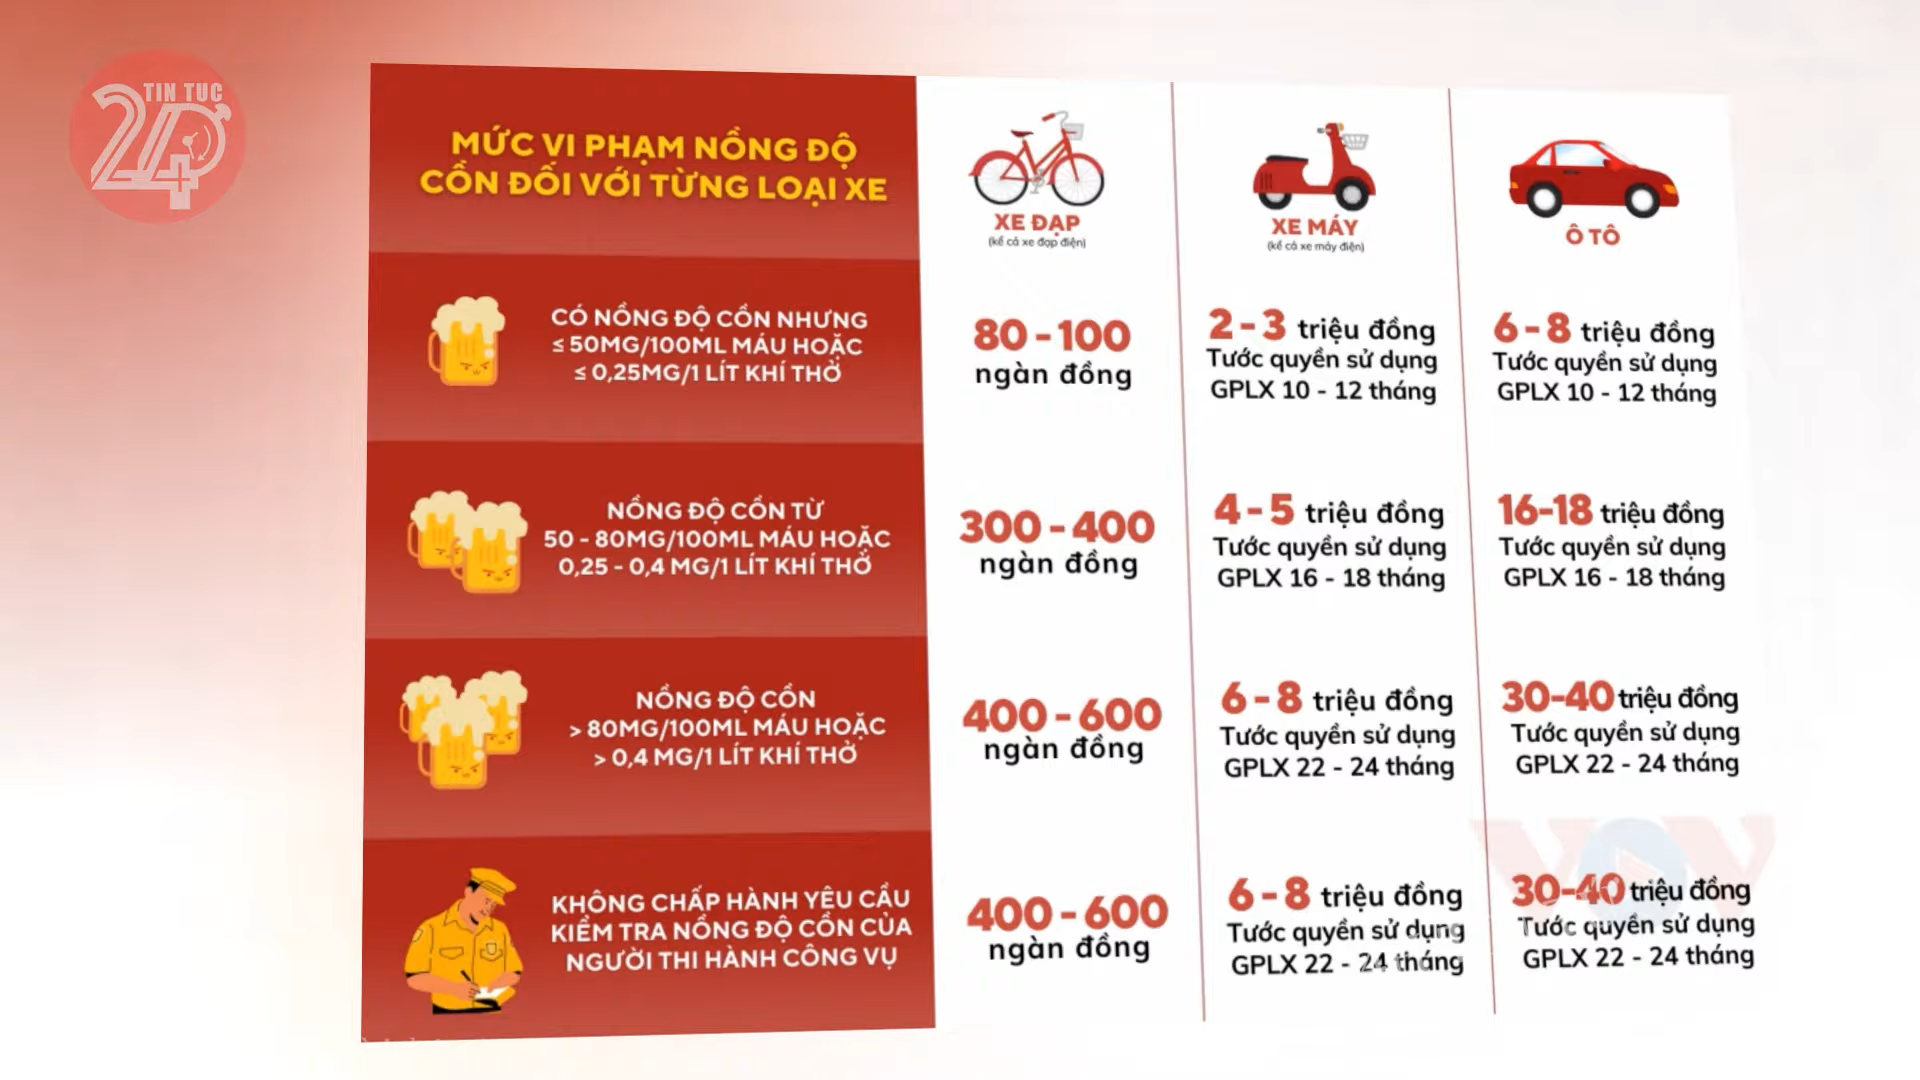 TIN TỨC
24
MỨC VI PHẠM NỒNG ĐỘ
CỒN ĐỐI VỚI TỪNG LOẠI XE
XE ĐẠP
(kể cả xe đạp điện)
XE MÁY
(kể cả xe máy điện)
Ô TÔ
CÓ NỒNG ĐỘ CỒN NHƯNG
≤ 50MG/100ML MÁU HOẶC
≤ 0,25MG/1 LÍT KHÍ THỞ
80 - 100
ngàn đồng
2 - 3 triệu đồng
Tước quyền sử dụng
GPLX 10 - 12 tháng
6 - 8 triệu đồng
Tước quyền sử dụng
GPLX 10 - 12 tháng
NỒNG ĐỘ CỒN TỪ
50 - 80MG/100ML MÁU HOẶC
0,25 - 0,4 MG/1 LÍT KHÍ THỞ
300 - 400
ngàn đồng
4 - 5 triệu đồng
Tước quyền sử dụng
GPLX 16 - 18 tháng
16-18 triệu đồng
Tước quyền sử dụng
GPLX 16 - 18 tháng
NỒNG ĐỘ CỒN
> 80MG/100ML MÁU HOẶC
> 0,4 MG/1 LÍT KHÍ THỞ
400 - 600
ngàn đồng
6 - 8 triệu đồng
Tước quyền sử dụng
GPLX 22 - 24 tháng
30-40 triệu đồng
Tước quyền sử dụng
GPLX 22 - 24 tháng
KHÔNG CHẤP HÀNH YÊU CẦU
KIỂM TRA NỒNG ĐỘ CỒN CỦA
NGƯỜI THI HÀNH CÔNG VỤ
400 - 600
ngàn đồng
6 - 8 triệu đồng
Tước quyền sử dụng
GPLX 22 - 24 tháng
30-40 triệu đồng
Tước quyền sử dụng
GPLX 22 - 24 tháng
VOV